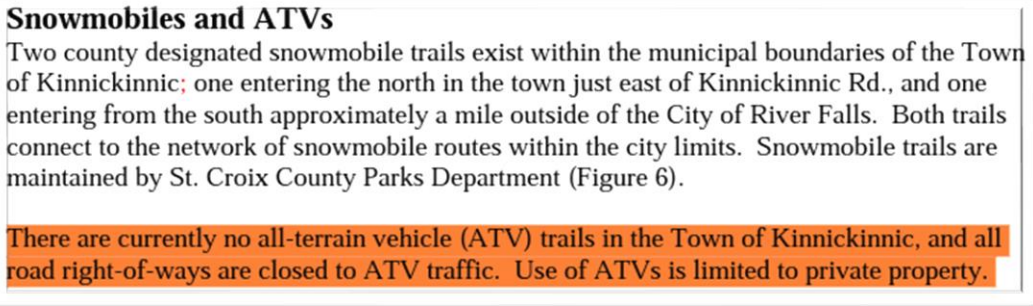 Snowmobiles and ATVs
Two county designated snowmobile trails exist within the municipal boundaries of the Town
of Kinnickinnic; one entering the north in the town just east of Kinnickinnic Rd., and one
entering from the south approximately a mile outside of the City of River Falls.  Both trails
connect to the network of snowmobile routes within the city limits.  Snowmobile trails are
maintained by St. Croix County Parks Department (Figure 6).
There are currently no all-terrain vehicle (ATV) trails in the Town of Kinnickinnic, and all
road right-of-ways are closed to ATV traffic.  Use of ATVs is limited to private property.